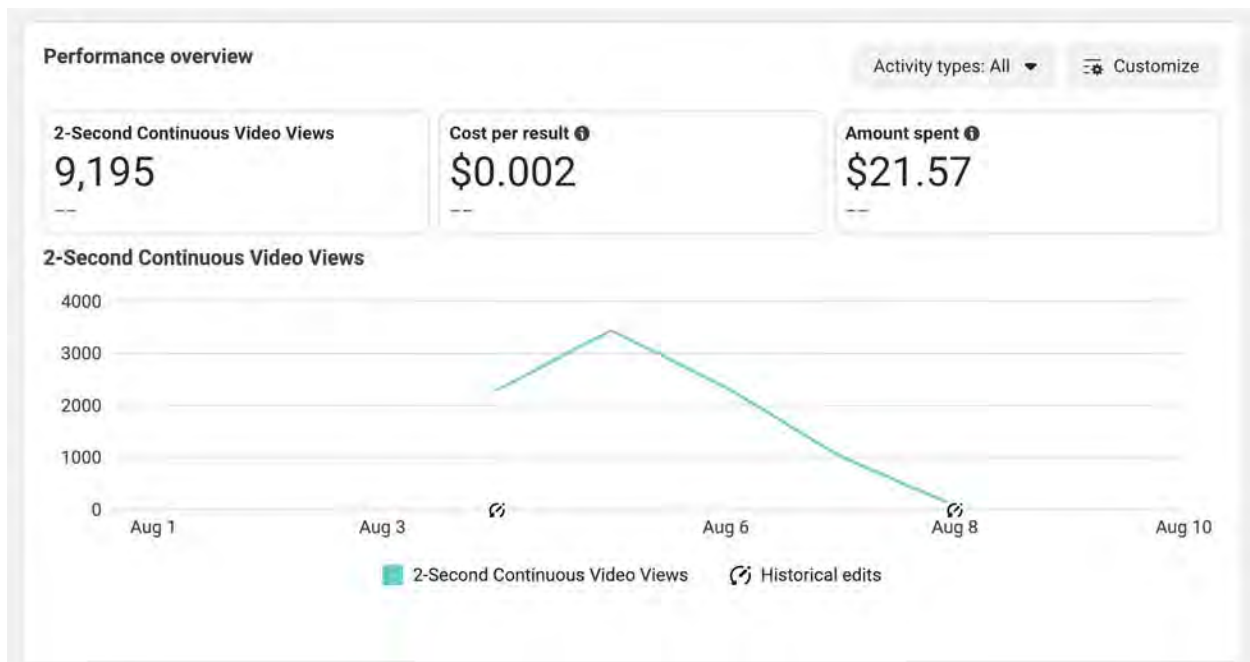 Performance overview
Activity types: All
Customize
2-Second Continuous Video Views
9,195
--
Cost per result
$0.002
--
Amount spent
$21.57
--
2-Second Continuous Video Views
4000
3000
2000
1000
0
Aug 1
Aug 3
Aug 6
Aug 8
Aug 10
2-Second Continuous Video Views
Historical edits